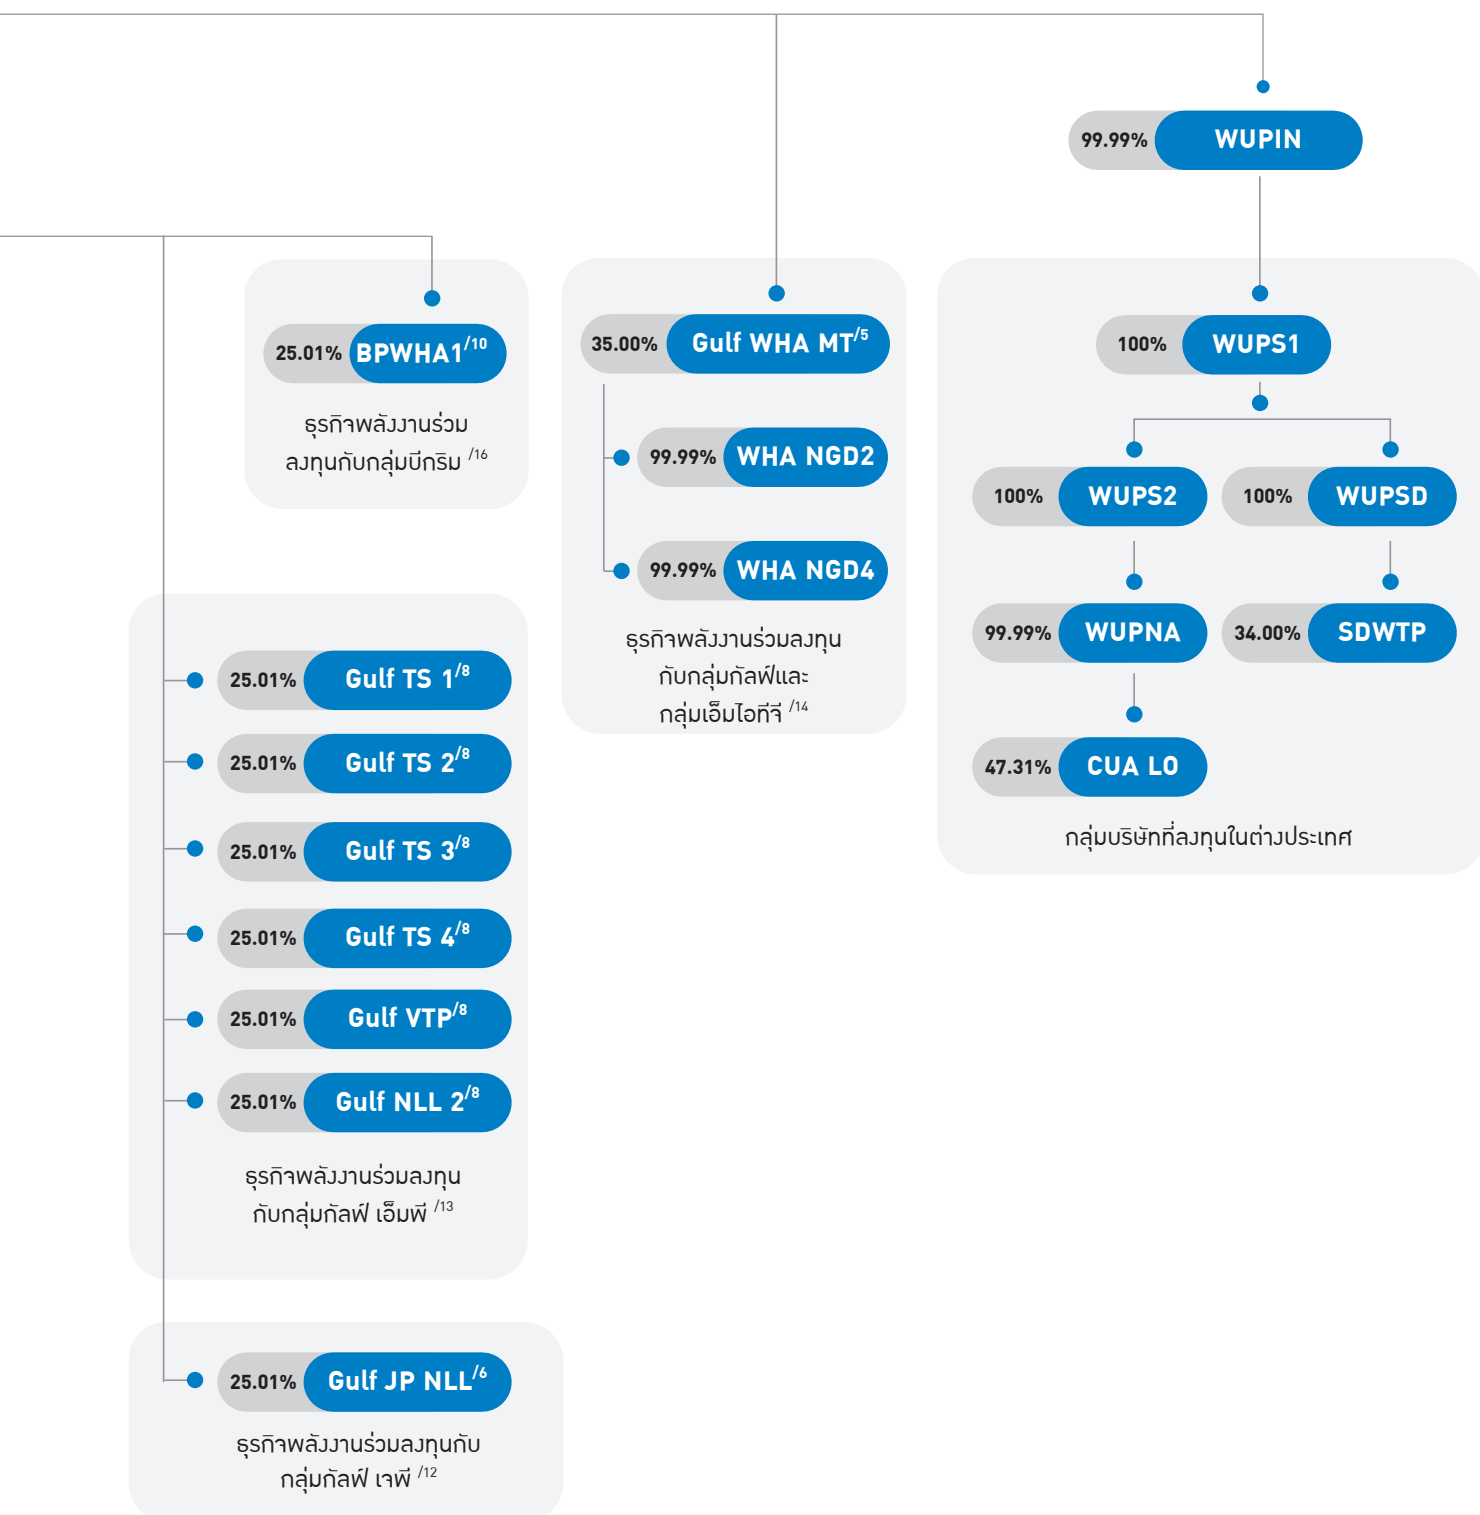 99.99% WUPIN
25.01% BPWHA1/10
ธุรกิจพลังงานร่วม
ลงทุนกับกลุ่มบีกริม /16
35.00% Gulf WHA MT/5
99.99% WHA NGD2
99.99% WHA NGD4
ธุรกิจพลังงานร่วมลงทุน
กับกลุ่มกัลฟ์และ
กลุ่มเอ็มไอทีจี /14
100% WUPS1
100% WUPS2
100% WUPSD
99.99% WUPNA
34.00% SDWTP
47.31% CUA LO
กลุ่มบริษัทที่ลงทุนในต่างประเทศ
25.01% Gulf TS 1/8
25.01% Gulf TS 2/8
25.01% Gulf TS 3/8
25.01% Gulf TS 4/8
25.01% Gulf VTP/8
25.01% Gulf NLL 2/8
ธุรกิจพลังงานร่วมลงทุน
กับกลุ่มกัลฟ์ เอ็มพี /13
25.01% Gulf JP NLL/6
ธุรกิจพลังงานร่วมลงทุนกับ
กลุ่มกัลฟ์ เจพี /12